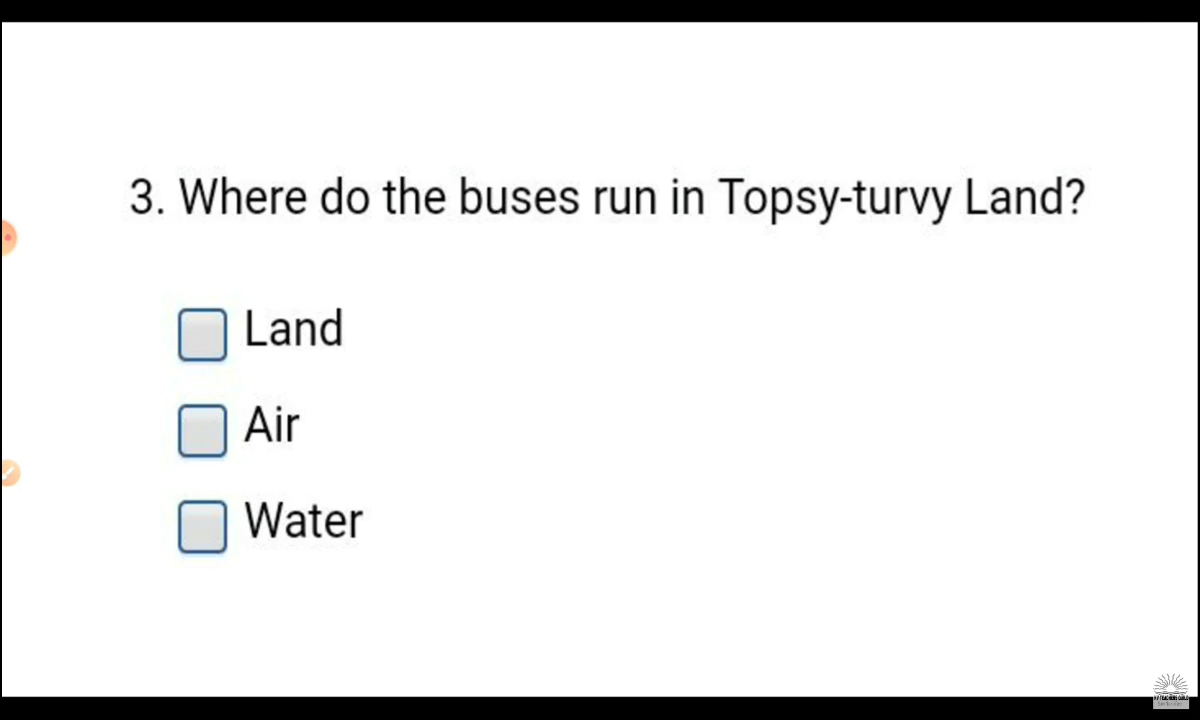 3. Where do the buses run in Topsy-turvy Land?
Land
Air
Water